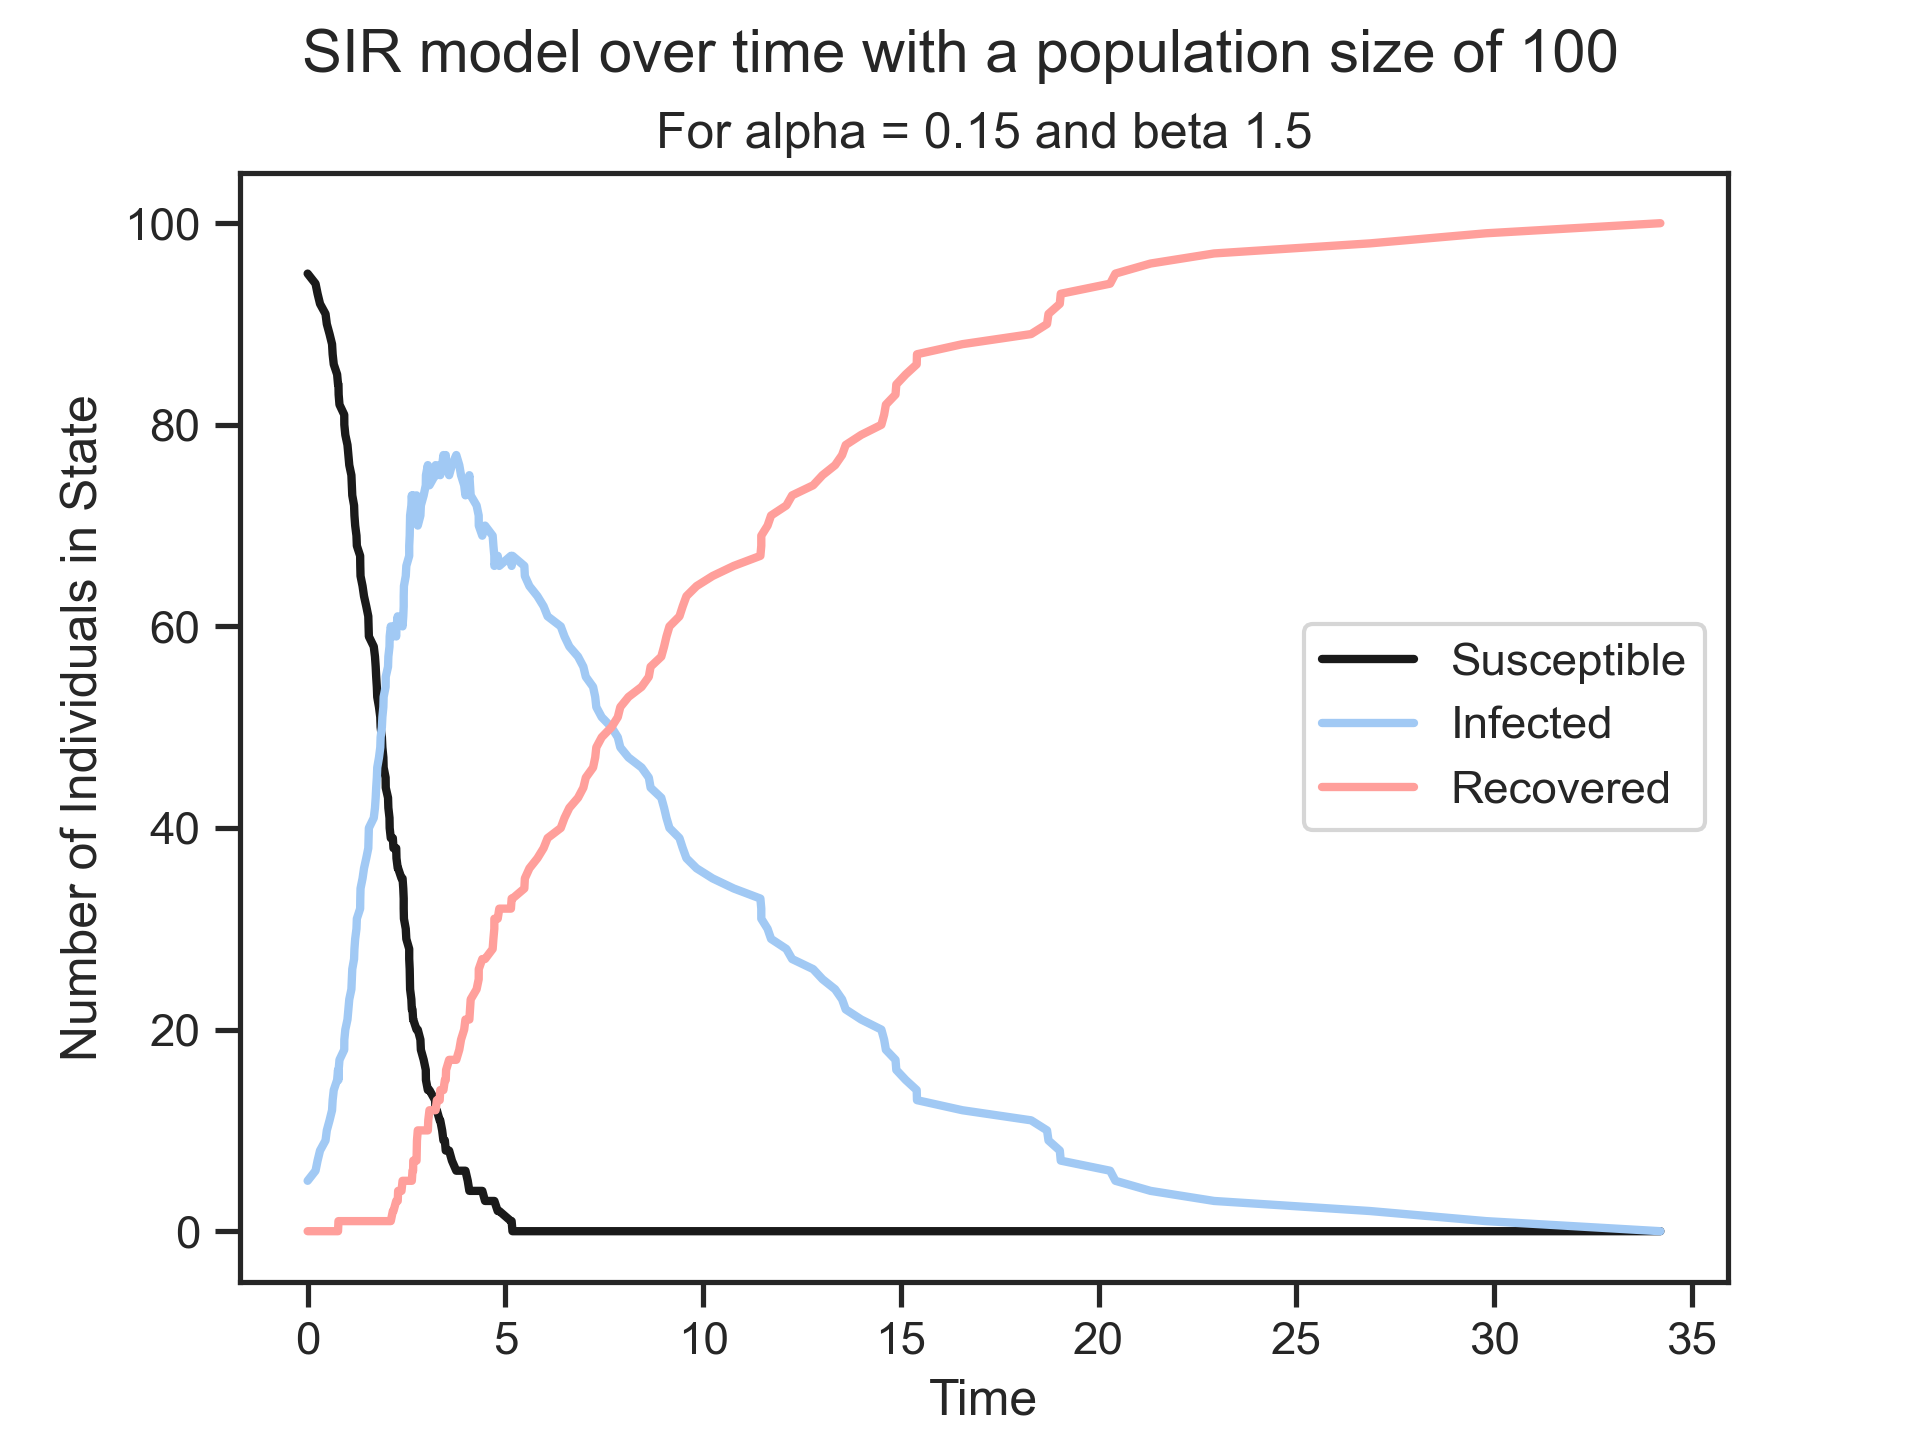 SIR model over time with a population size of 100
For alpha = 0.15 and beta 1.5
Number of Individuals in State
100
80
60
40
20
0
Susceptible
Infected
Recovered
0 5 10 15 20 25 30 35
Time